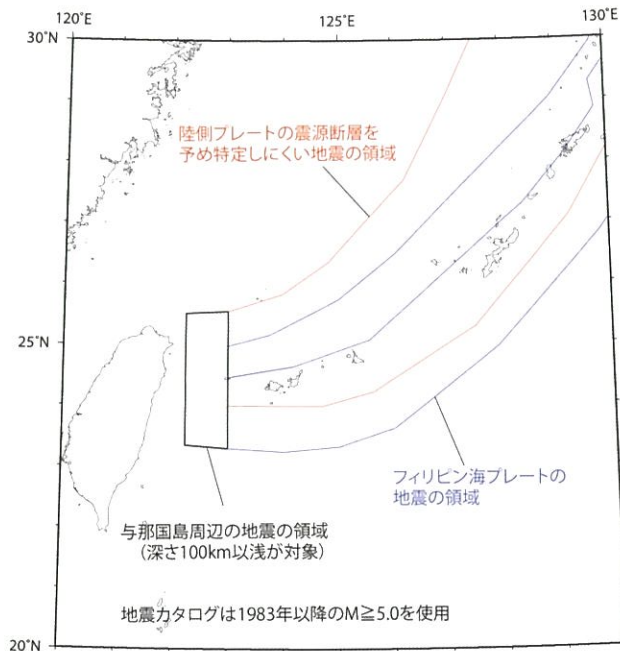 120°E
125°E
130°E
30°N
陸側プレートの震源断層を
予め特定しにくい地震の領域
25°N
フィリピン海プレートの
地震の領域
与那国島周辺の地震の領域
(深さ100km以浅が対象)
地震カタログは1983年以降のM≧5.0を使用
20°N